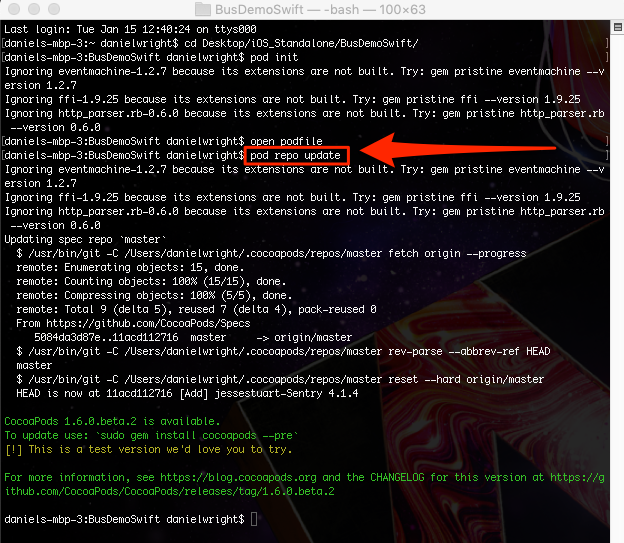 BusDemoSwift — -bash — 100×63
Last login: Tue Jan 15 12:40:24 on ttys000
[daniels-mbp-3:~ danielwright$ cd Desktop/iOS_Standalone/BusDemoSwift/ ]
[daniels-mbp-3:BusDemoSwift danielwright$ pod init ]
Ignoring eventmachine-1.2.7 because its extensions are not built. Try: gem pristine eventmachine --v
ersion 1.2.7
Ignoring ffi-1.9.25 because its extensions are not built. Try: gem pristine ffi --version 1.9.25
Ignoring http_parser.rb-0.6.0 because its extensions are not built. Try: gem pristine http_parser.rb
--version 0.6.0
[daniels-mbp-3:BusDemoSwift danielwright$ open podfile ]
[daniels-mbp-3:BusDemoSwift danielwright$ pod repo update ]
Ignoring eventmachine-1.2.7 because its extensions are not built. Try: gem pristine eventmachine --v
ersion 1.2.7
Ignoring ffi-1.9.25 because its extensions are not built. Try: gem pristine ffi --version 1.9.25
Ignoring http_parser.rb-0.6.0 because its extensions are not built. Try: gem pristine http_parser.rb
--version 0.6.0
Updating spec repo `master`
$ /usr/bin/git -C /Users/danielwright/.cocoapods/repos/master fetch origin --progress
remote: Enumerating objects: 15, done.
remote: Counting objects: 100% (15/15), done.
remote: Compressing objects: 100% (5/5), done.
remote: Total 9 (delta 5), reused 7 (delta 4), pack-reused 0
From https://github.com/CocoaPods/Specs
5084da3d87e..11acd112716 master -> origin/master
$ /usr/bin/git -C /Users/danielwright/.cocoapods/repos/master rev-parse --abbrev-ref HEAD
master
$ /usr/bin/git -C /Users/danielwright/.cocoapods/repos/master reset --hard origin/master
HEAD is now at 11acd112716 [Add] jessestuart-Sentry 4.1.4
CocoaPods 1.6.0.beta.2 is available.
To update use: `sudo gem install cocoapods --pre`
[!] This is a test version we'd love you to try.
For more information, see https://blog.cocoapods.org and the CHANGELOG for this version at https://g
ithub.com/CocoaPods/CocoaPods/releases/tag/1.6.0.beta.2
daniels-mbp-3:BusDemoSwift danielwright$